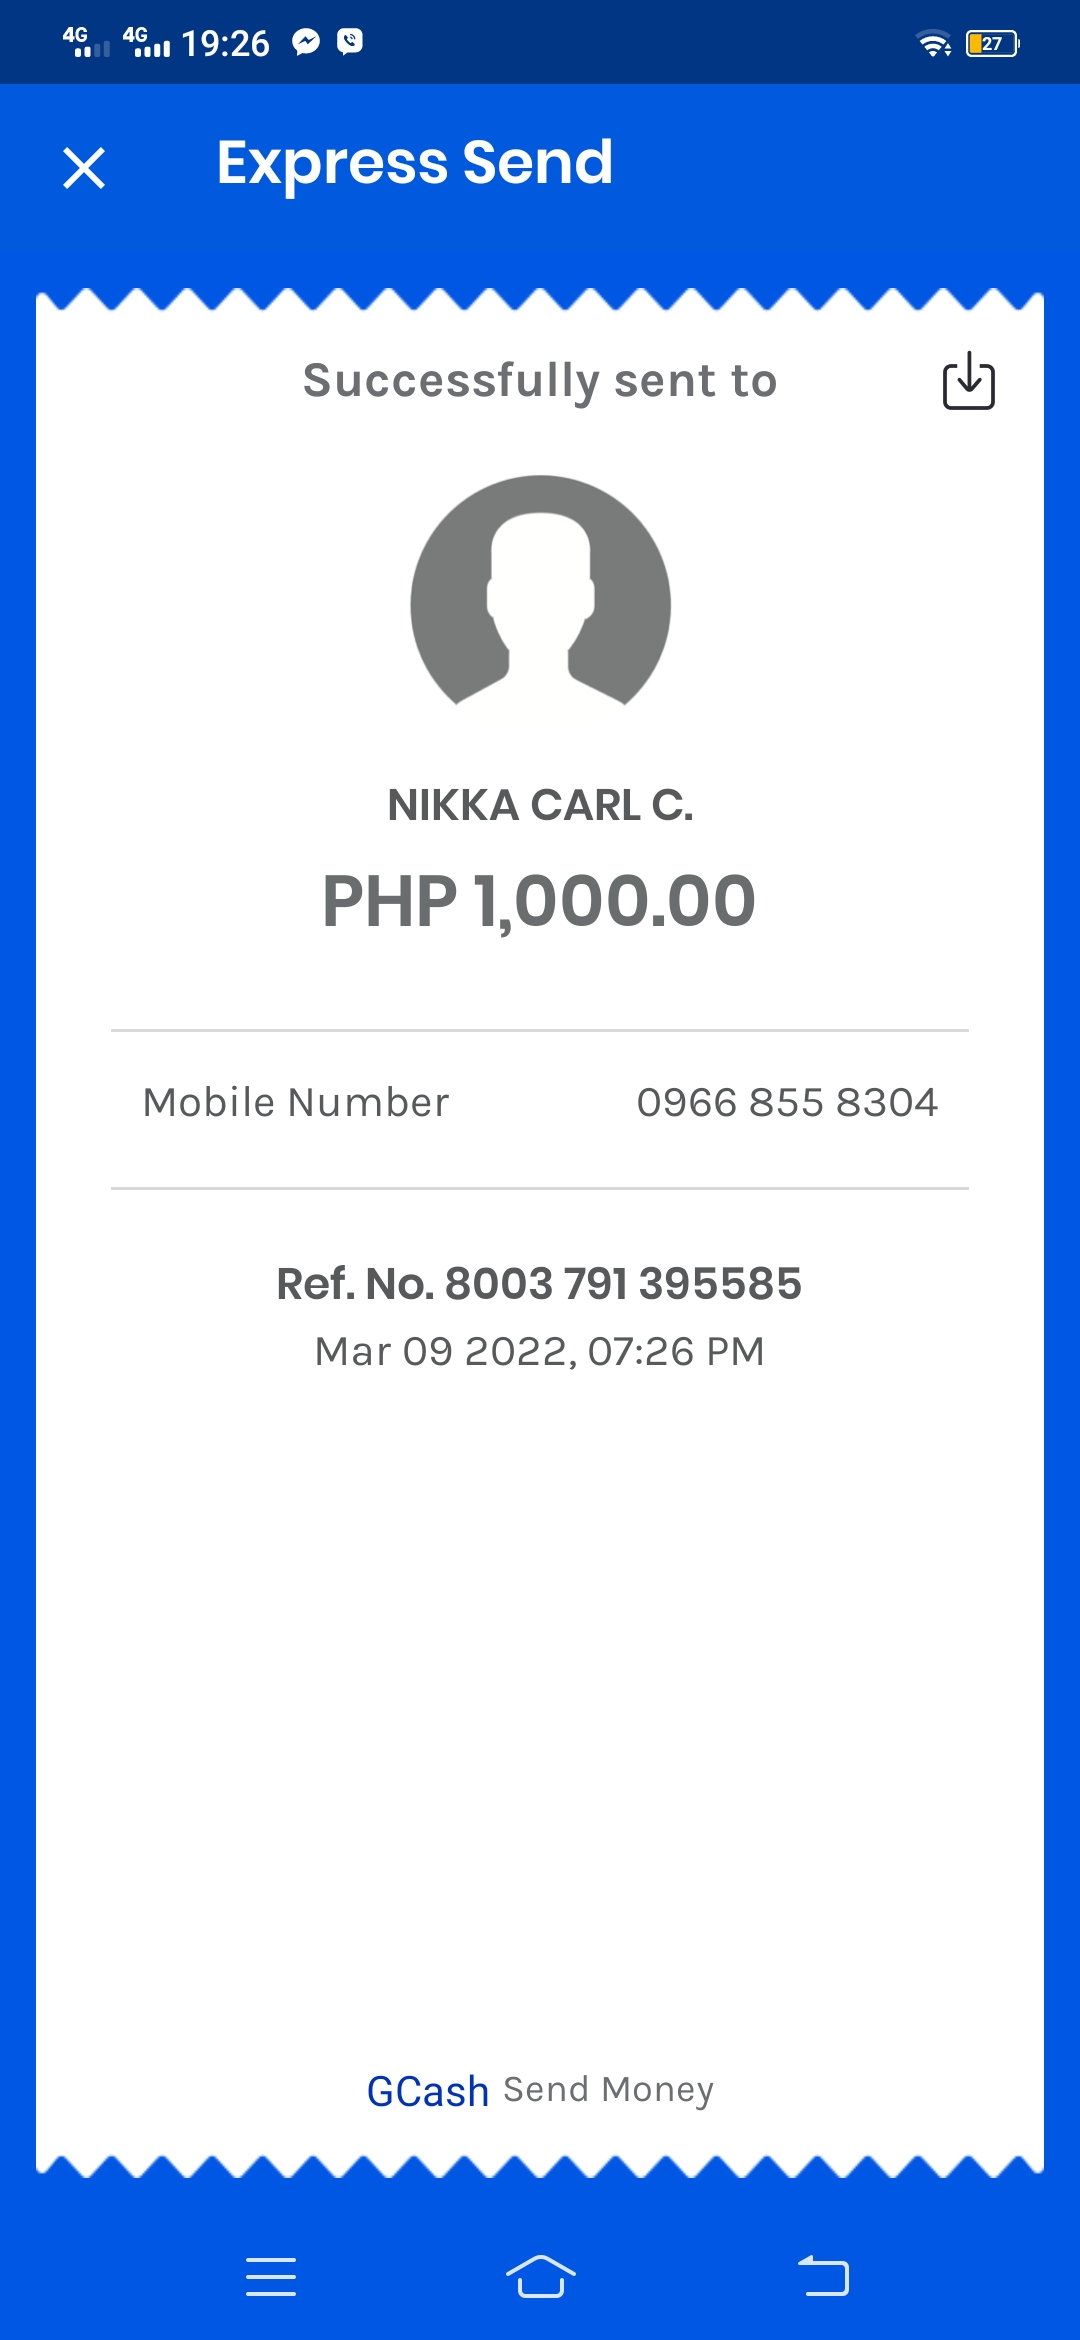 4G 4G 19:26 27
Express Send
Successfully sent to
NIKKA CARL C.
PHP 1,000.00
Mobile Number 0966 855 8304
Ref. No. 8003 791 395585
Mar 09 2022, 07:26 PM
GCash Send Money